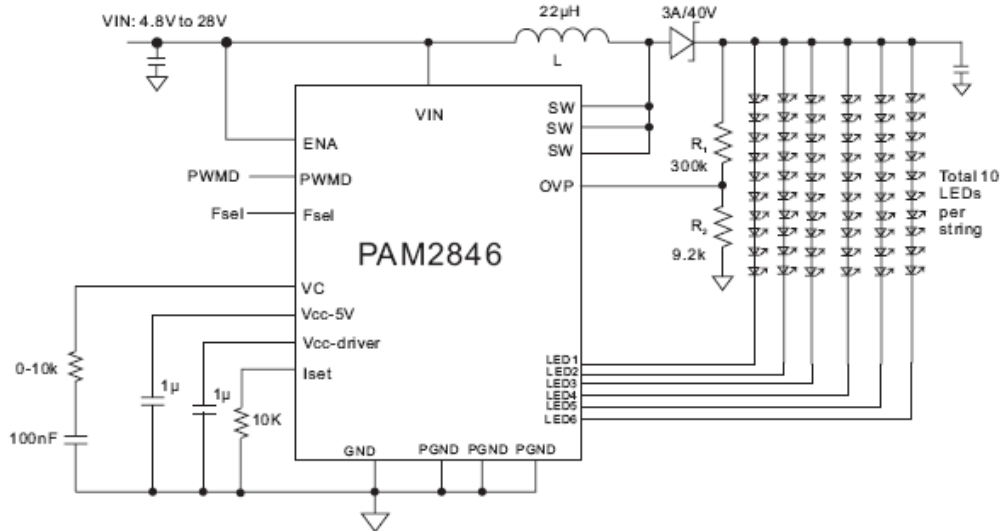 VIN: 4.8V to 28V
22µH
3A/40V
L
VIN
SW
SW
SW
ENA
R1
300k
PWMD
PWMD
OVP
Total 10
LEDs
per
string
Fsel
Fsel
R2
9.2k
PAM2846
VC
Vcc-5V
Vcc-driver
0-10k
1µ
1µ
Iset
10K
LED1
LED2
LED3
LED4
LED5
LED6
100nF
GND
PGND
PGND
PGND